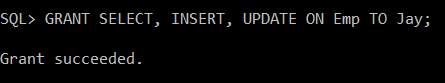 SQL> GRANT SELECT, INSERT, UPDATE ON Emp TO Jay;
Grant succeeded.